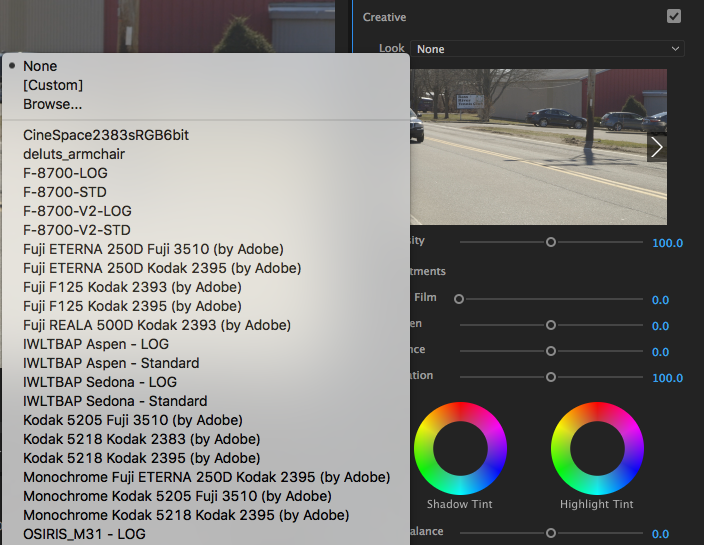 Creative
Look None
None
[Custom]
Browse...
CineSpace2383sRGB6bit
deluts_armchair
F-8700-LOG
F-8700-STD
F-8700-V2-LOG
F-8700-V2-STD
Fuji ETERNA 250D Fuji 3510 (by Adobe)
Fuji ETERNA 250D Kodak 2395 (by Adobe)
Fuji F125 Kodak 2393 (by Adobe)
Fuji F125 Kodak 2395 (by Adobe)
Fuji REALA 500D Kodak 2393 (by Adobe)
IWLTBAP Aspen - LOG
IWLTBAP Aspen - Standard
IWLTBAP Sedona - LOG
IWLTBAP Sedona - Standard
Kodak 5205 Fuji 3510 (by Adobe)
Kodak 5218 Kodak 2383 (by Adobe)
Kodak 5218 Kodak 2395 (by Adobe)
Monochrome Fuji ETERNA 250D Kodak 2395 (by Adobe)
Monochrome Kodak 5205 Fuji 3510 (by Adobe)
Monochrome Kodak 5218 Kodak 2395 (by Adobe)
OSIRIS_M31 - LOG
sity 100.0
tments
Film 0.0
en 0.0
nce 0.0
ation 100.0
Shadow Tint
Highlight Tint
alance 0.0